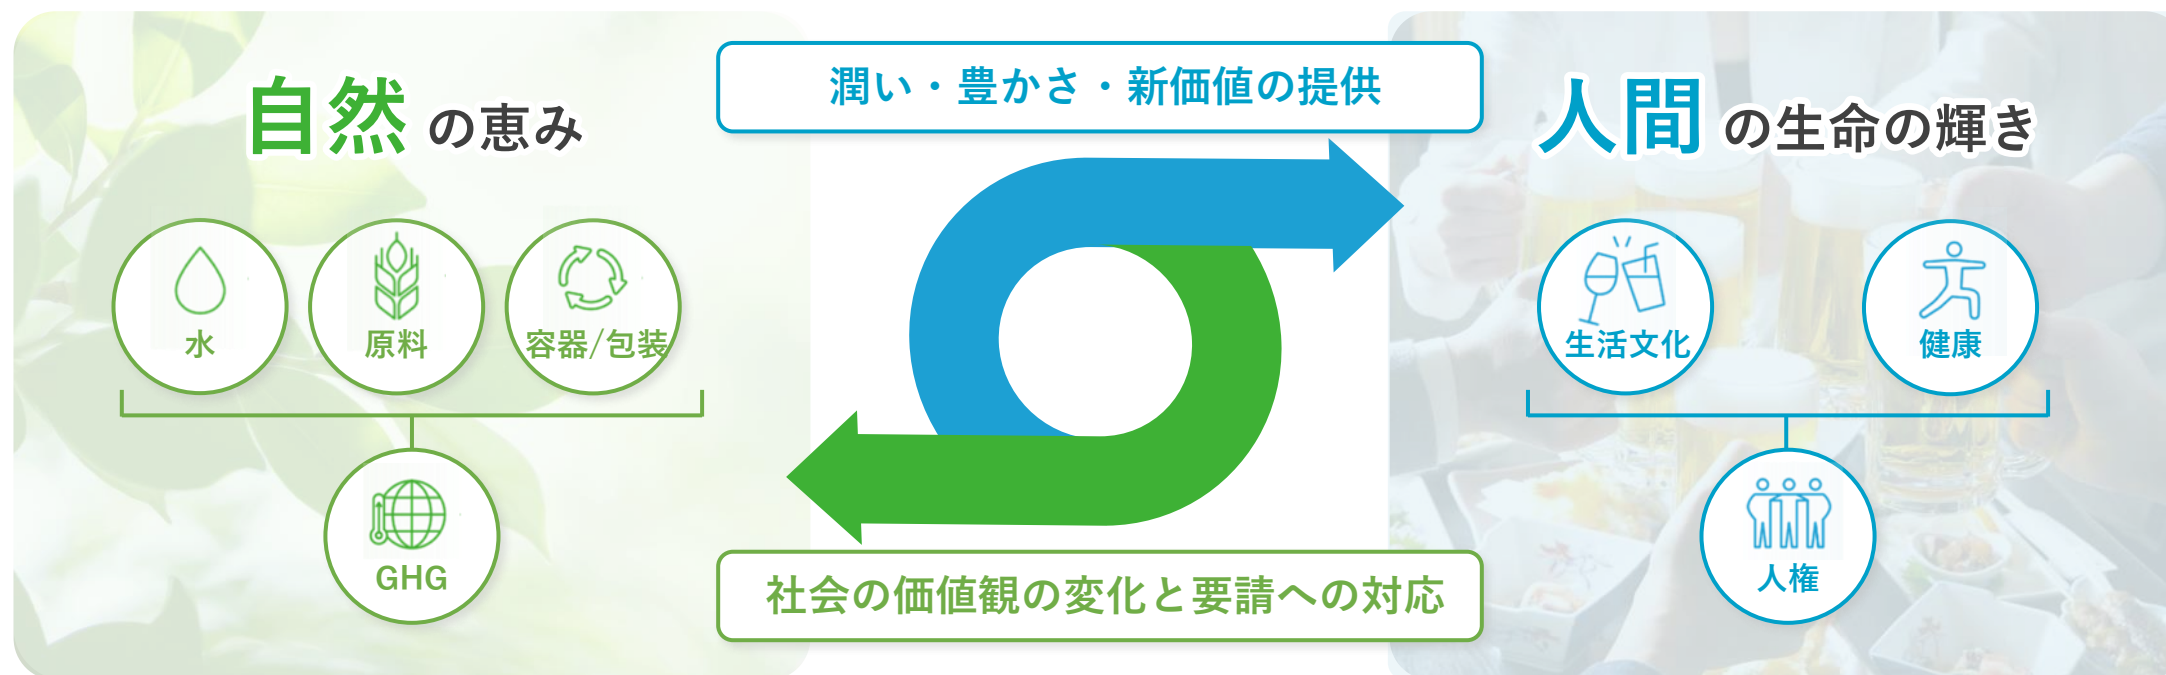 自然の恵み
潤い・豊かさ・新価値の提供
人間の生命の輝き
水
原料
容器/包装
生活文化
健康
GHG
人権
社会の価値観の変化と要請への対応